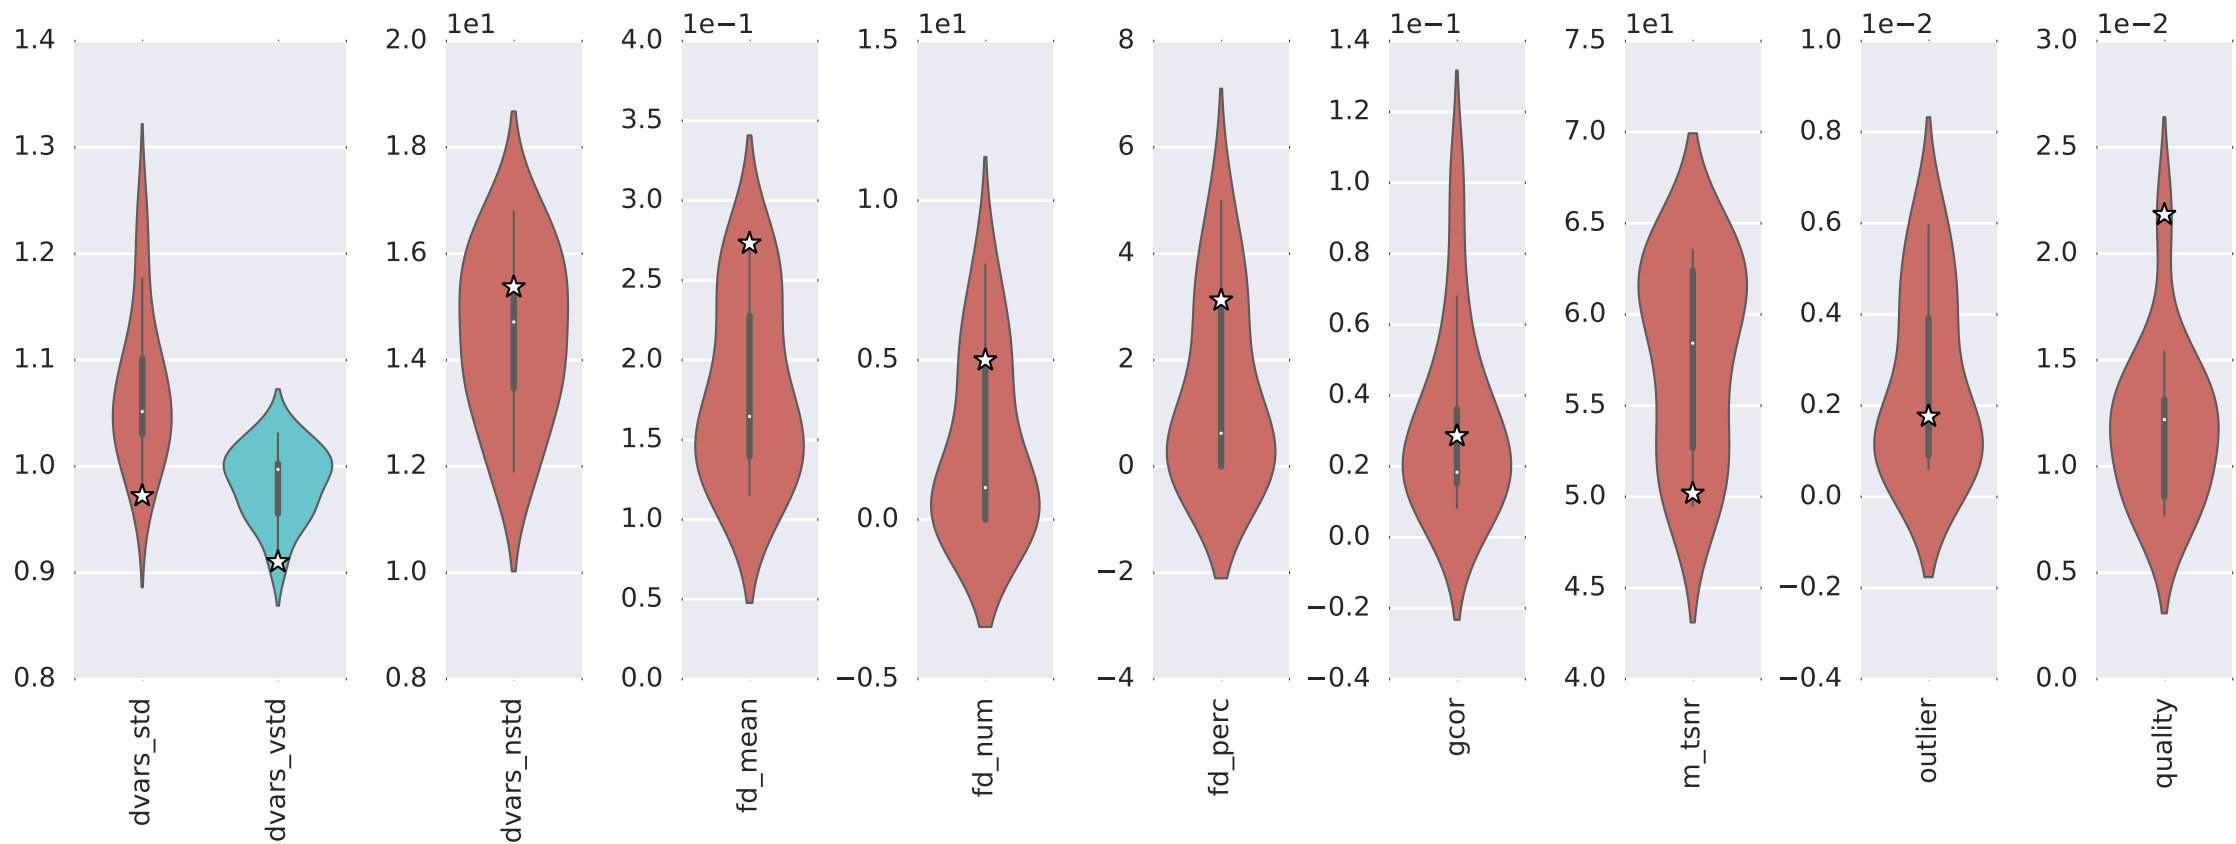 1e1 1e−1 1e1 1e−1 1e1 1e−2 1e−2
1.4 2.0 4.0 1.5 8 1.4 7.5 1.0 3.0
3.5
1.2
1.3 1.8 6 7.0 0.8 2.5
1.0
3.0 1.0
6.5 0.6
1.2 1.6 4 0.8 2.0
2.5
6.0 0.4
0.6
1.1 1.4 2.0 0.5 2 1.5
0.4
5.5 0.2
1.5
1.0 1.2 0 0.2 1.0
5.0 0.0
1.0 0.0
0.0
0.9 1.0 −2 0.5
4.5 −0.2
0.5
−0.2
0.8 0.8 0.0 −0.5 −4 −0.4 4.0 −0.4 0.0
dvars_std dvars_vstd dvars_nstd fd_mean fd_num fd_perc gcor m_tsnr outlier quality